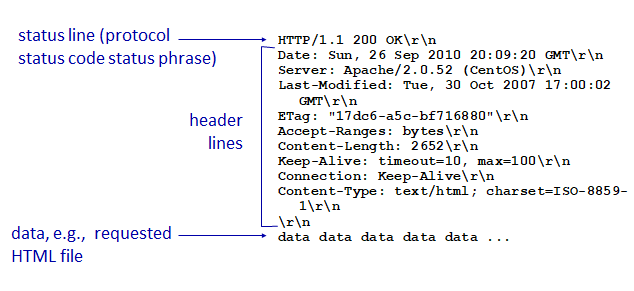 status line (protocol
status code status phrase)
header
lines
data, e.g., requested
HTML file
HTTP/1.1 200 OK\r\n
Date: Sun, 26 Sep 2010 20:09:20 GMT\r\n
Server: Apache/2.0.52 (CentOS)\r\n
Last-Modified: Tue, 30 Oct 2007 17:00:02
GMT\r\n
ETag: "17dc6-a5c-bf716880"\r\n
Accept-Ranges: bytes\r\n
Content-Length: 2652\r\n
Keep-Alive: timeout=10, max=100\r\n
Connection: Keep-Alive\r\n
Content-Type: text/html; charset=ISO-8859-
1\r\n
\r\n
data data data data data ...